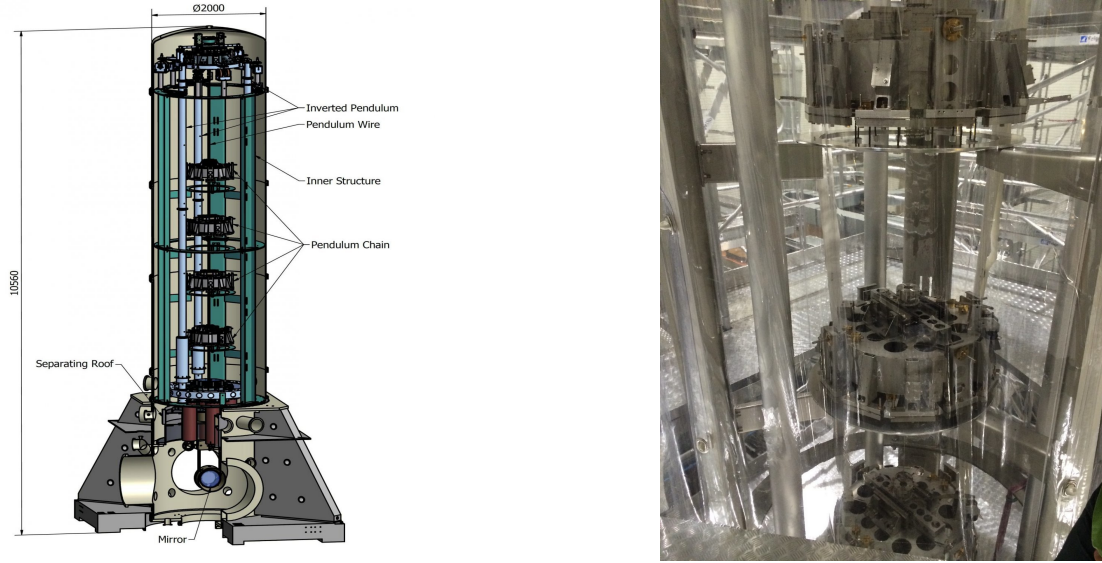 Ø2000
Inverted Pendulum
Pendulum Wire
Inner Structure
Pendulum Chain
10560
Separating Roof
Mirror